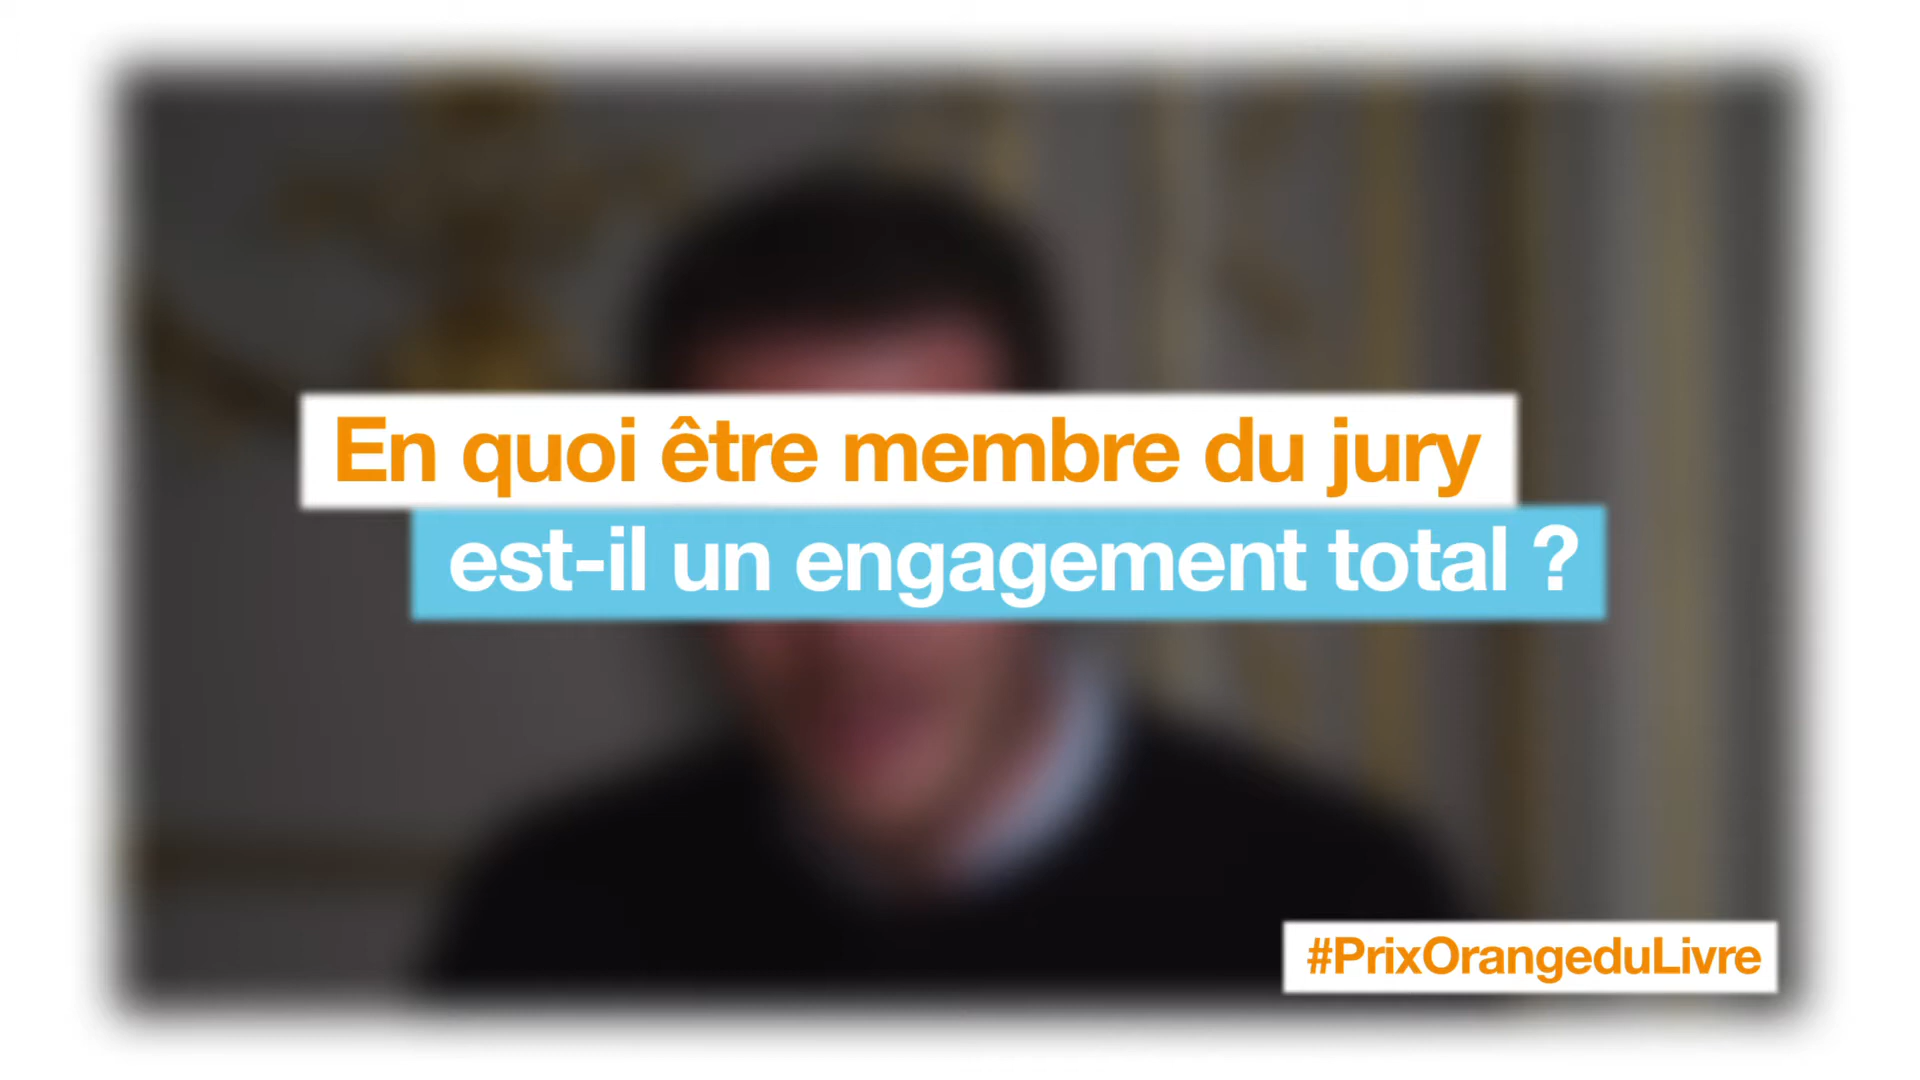 En quoi être membre du jury
est-il un engagement total ?
#PrixOrangeduLivre